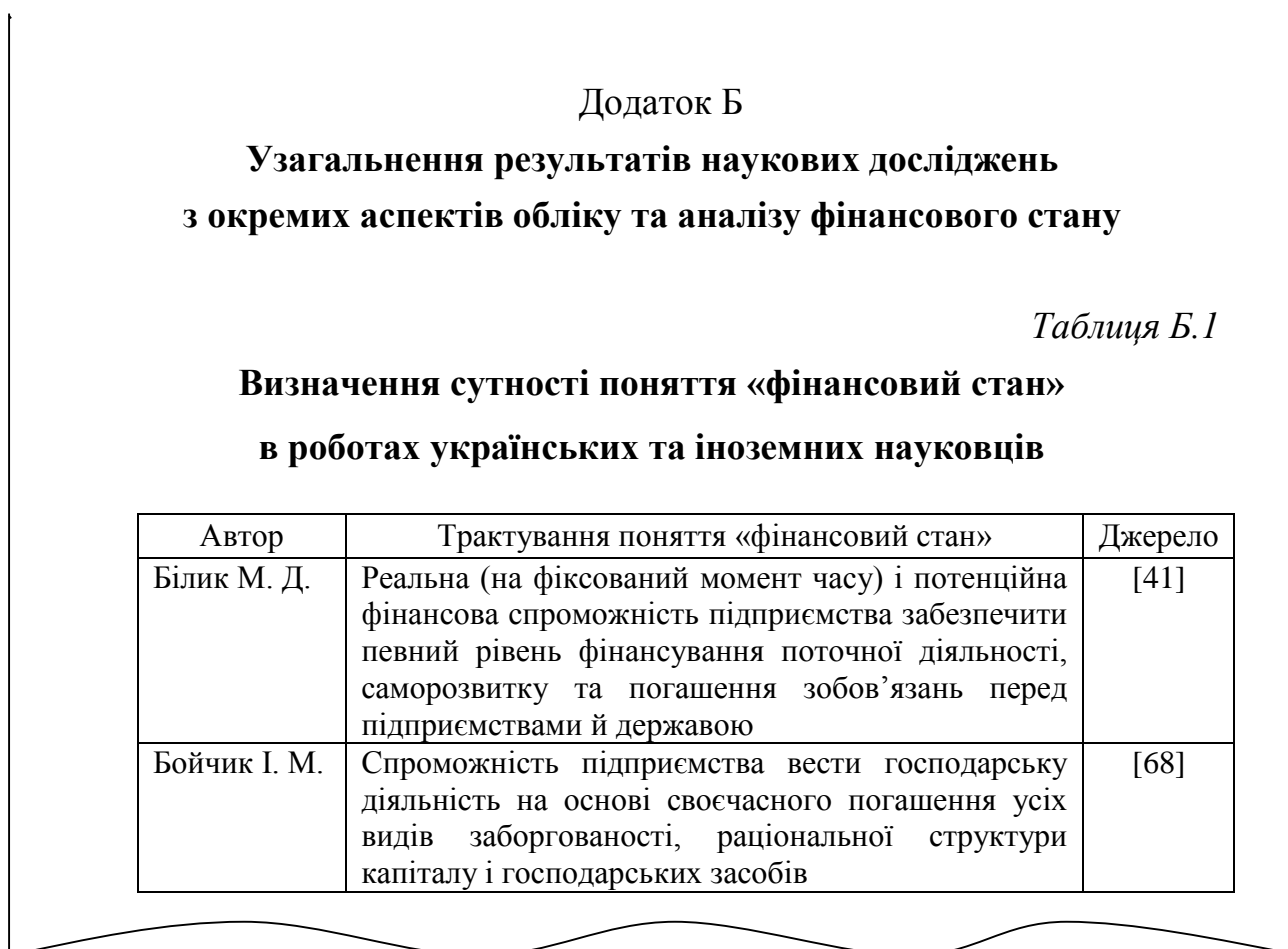 Додаток Б
Узагальнення результатів наукових досліджень
з окремих аспектів обліку та аналізу фінансового стану
Таблиця Б.1
Визначення сутності поняття «фінансовий стан»
в роботах українських та іноземних науковців
Автор Трактування поняття «фінансовий стан» Джерело
Білик М. Д. Реальна (на фіксований момент часу) і потенційна [41]
фінансова спроможність підприємства забезпечити
певний рівень фінансування поточної діяльності,
саморозвитку та погашення зобов’язань перед
підприємствами й державою
Бойчик І. М. Спроможність підприємства вести господарську [68]
діяльність на основі своєчасного погашення усіх
видів заборгованості, раціональної структури
капіталу і господарських засобів